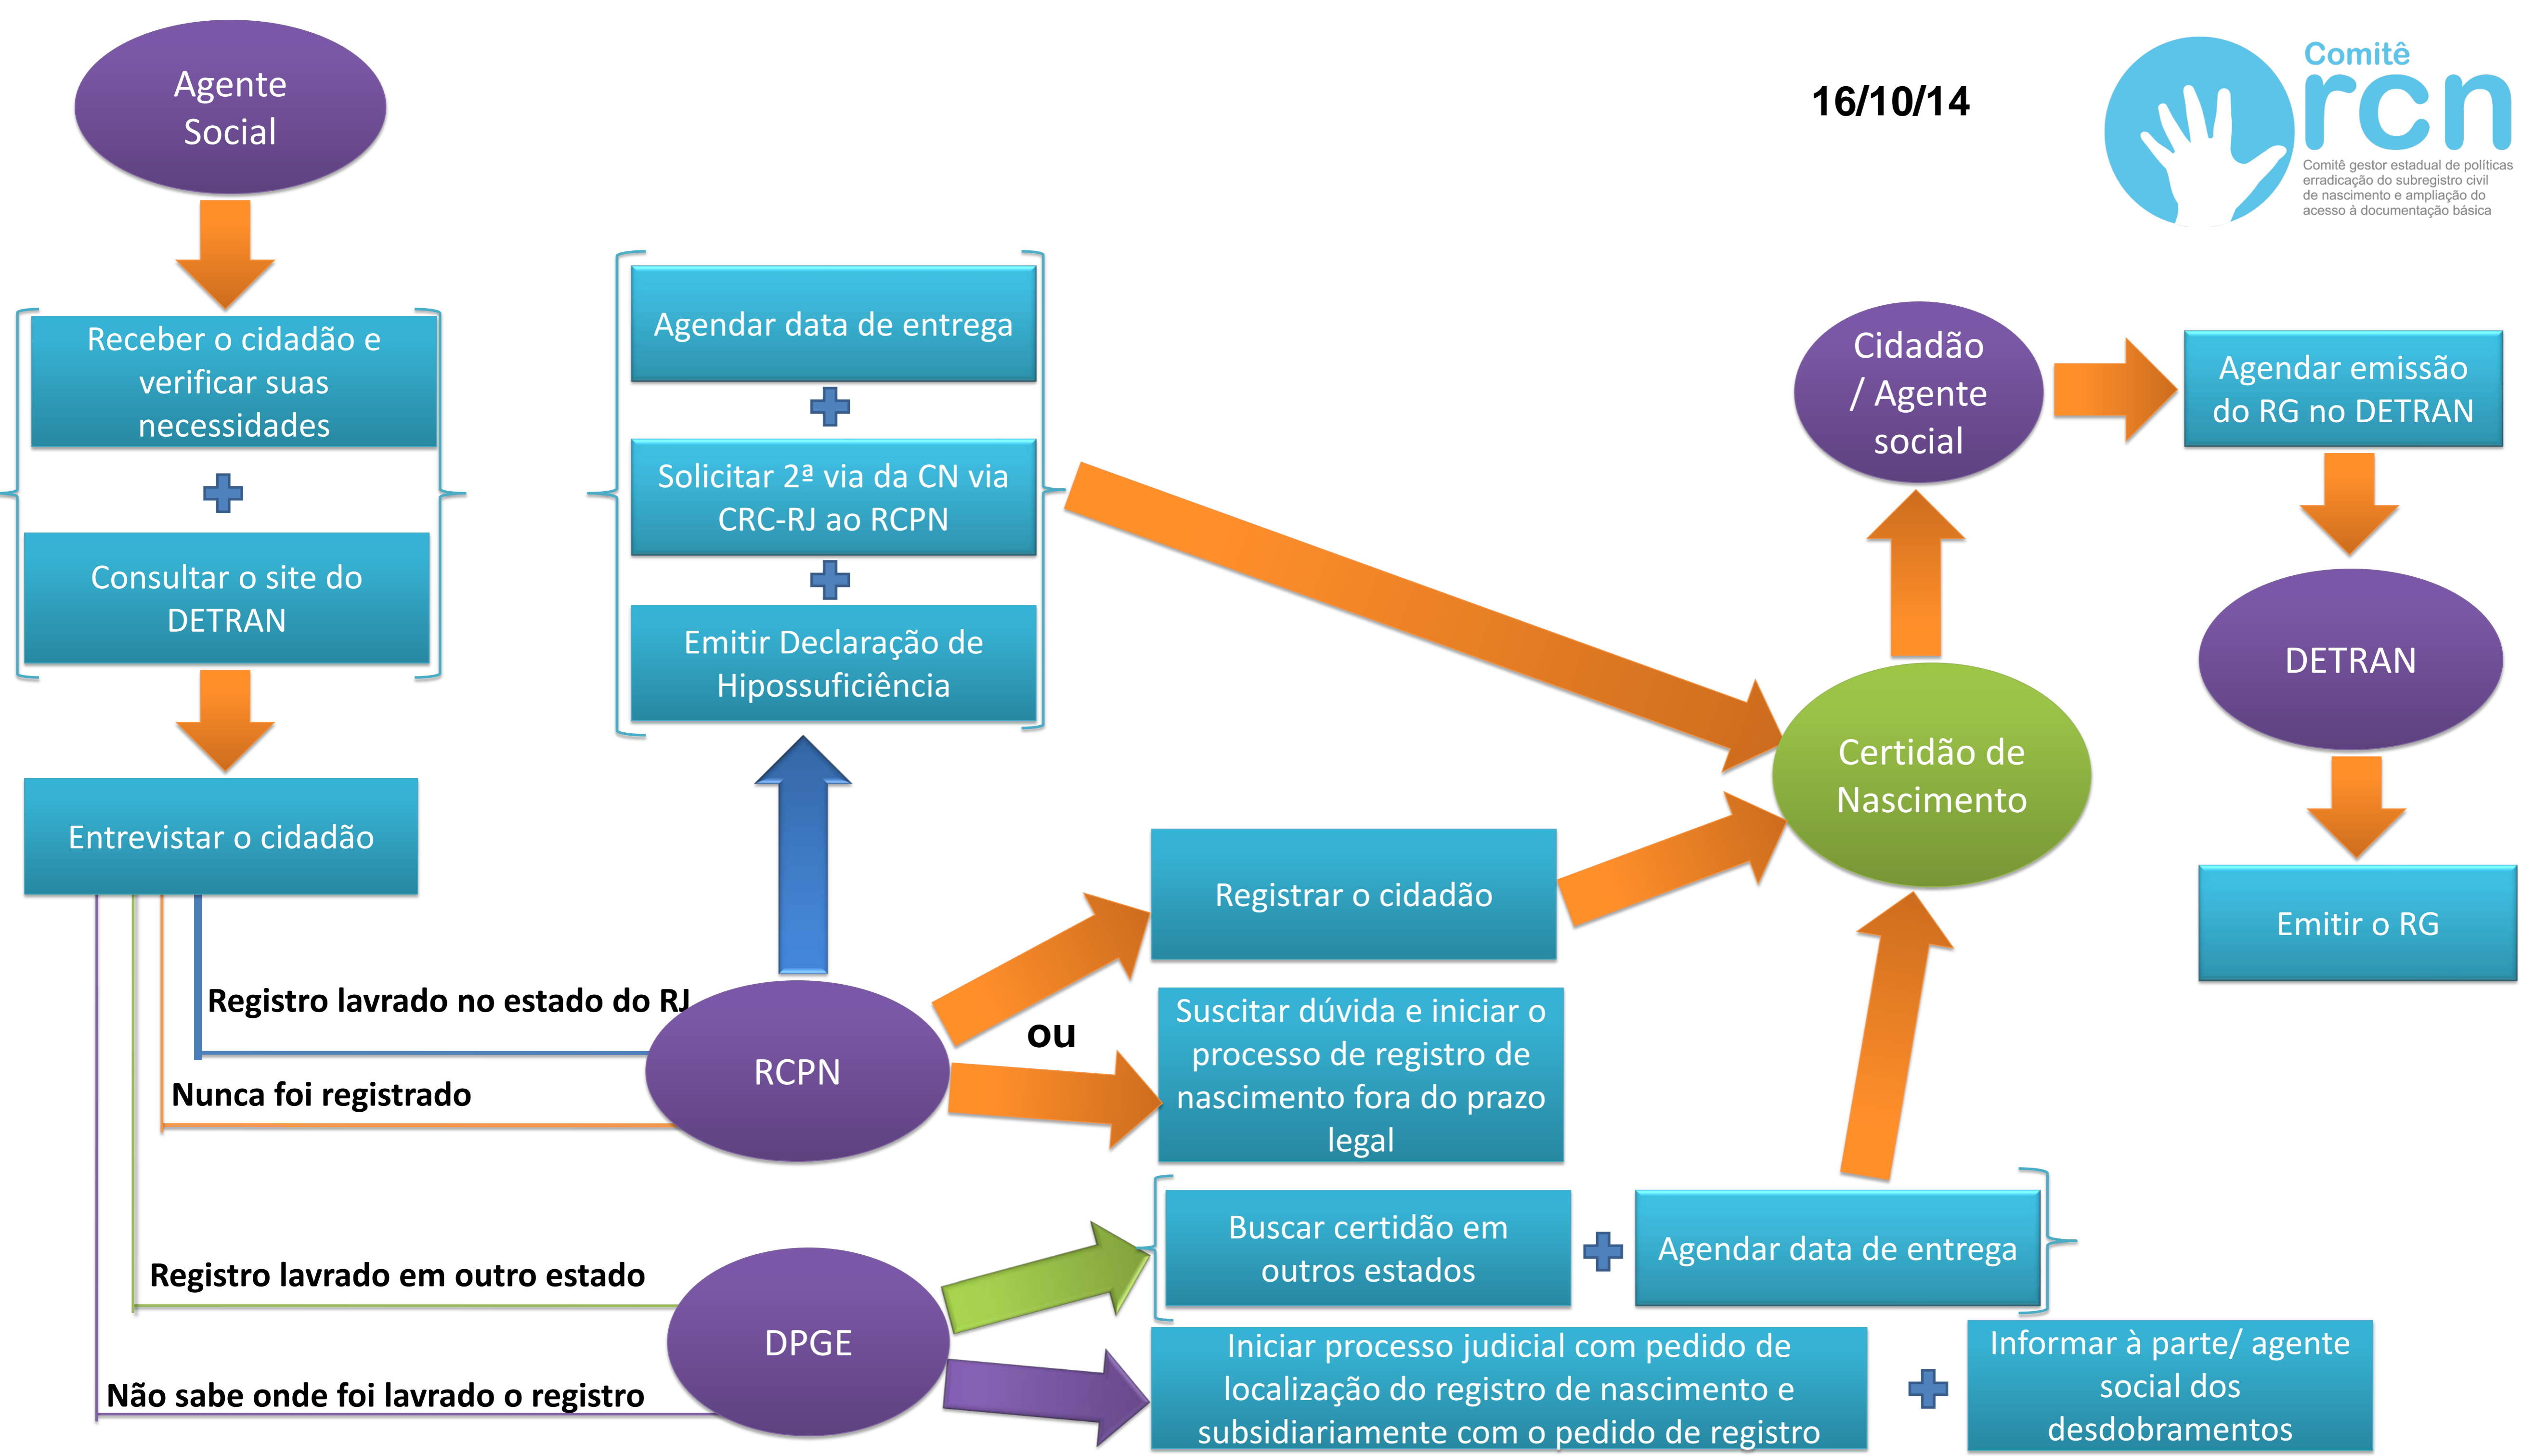 Agente
Social
16/10/14
Comitê
rcn
Comitê gestor estadual de políticas
erradicação do subregistro civil
de nascimento e ampliação do
acesso à documentação básica
Receber o cidadão e
verificar suas
necessidades
Consultar o site do
DETRAN
Entrevistar o cidadão
Agendar data de entrega
Solicitar 2ª via da CN via
CRC-RJ ao RCPN
Emitir Declaração de
Hipossuficiência
Cidadão
/ Agente
social
Agendar emissão
do RG no DETRAN
DETRAN
Emitir o RG
Certidão de
Nascimento
Registro lavrado no estado do RJ
Nunca foi registrado
RCPN
Registrar o cidadão
ou
Suscitar dúvida e iniciar o
processo de registro de
nascimento fora do prazo
legal
Registro lavrado em outro estado
Não sabe onde foi lavrado o registro
DPGE
Buscar certidão em
outros estados
Agendar data de entrega
Iniciar processo judicial com pedido de
localização do registro de nascimento e
subsidiariamente com o pedido de registro
Informar à parte/ agente
social dos
desdobramentos